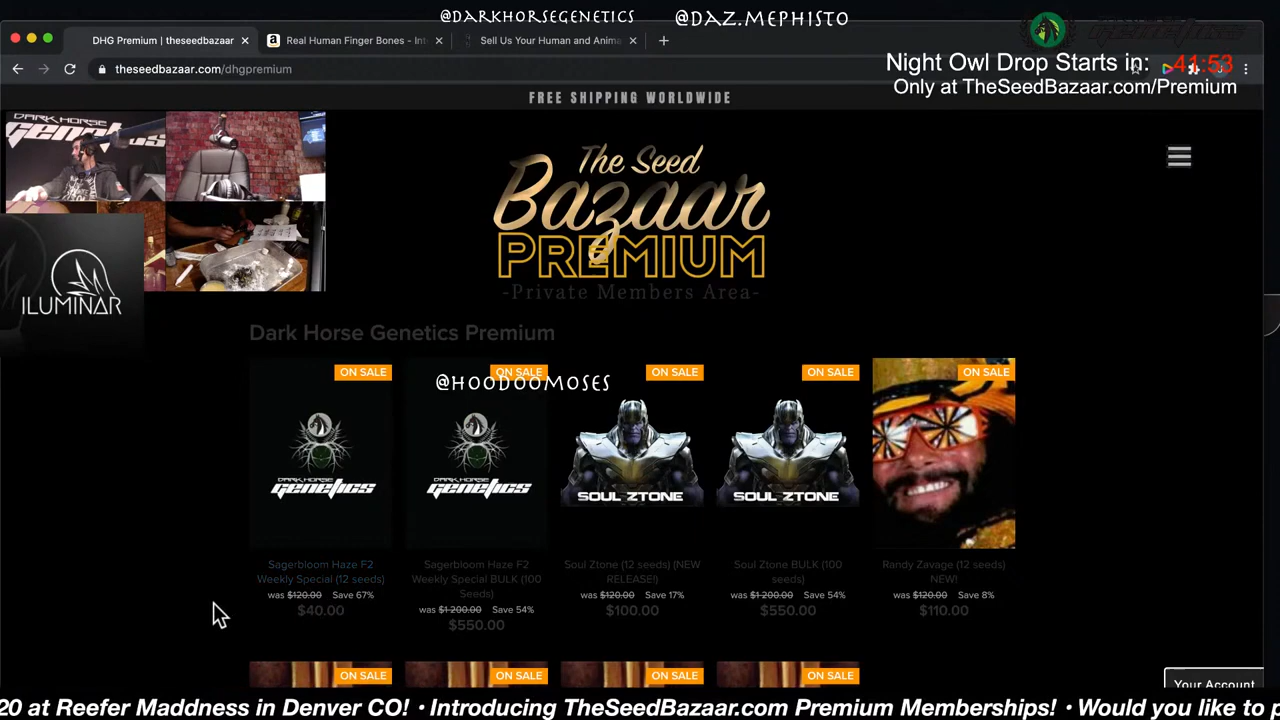 @DARKHORSEGENETICS
@DAZ.MEPHISTO
DHG Premium | theseedbazaar
Real Human Finger Bones - Int
Sell Us Your Human and Anima
theseedbazaar.com/dhgpremium
Night Owl Drop Starts in: 41:53
Only at TheSeedBazaar.com/Premium
FREE SHIPPING WORLDWIDE
DARK HORSE
GENETICS
ILUMINAR
The Seed
Bazaar
PREMIUM
-Private Members Area-
Dark Horse Genetics Premium
ON SALE
ON SALE
ON SALE
ON SALE
ON SALE
@HOODOOMOSES
DARK HORSE
GENETICS
DARK HORSE
GENETICS
SOUL ZTONE
SOUL ZTONE
Sagerbloom Haze F2
Weekly Special (12 seeds)
was $120.00 Save 67%
$40.00
Sagerbloom Haze F2
Weekly Special BULK (100
Seeds)
was $1 200.00 Save 54%
$550.00
Soul Ztone (12 seeds) (NEW
RELEASE!)
was $120.00 Save 17%
$100.00
Soul Ztone BULK (100
seeds)
was $1 200.00 Save 54%
$550.00
Randy Zavage (12 seeds)
NEW!
was $120.00 Save 8%
$110.00
ON SALE
ON SALE
ON SALE
ON SALE
Your Account
20 at Reefer Maddness in Denver CO! • Introducing TheSeedBazaar.com Premium Memberships! • Would you like to p